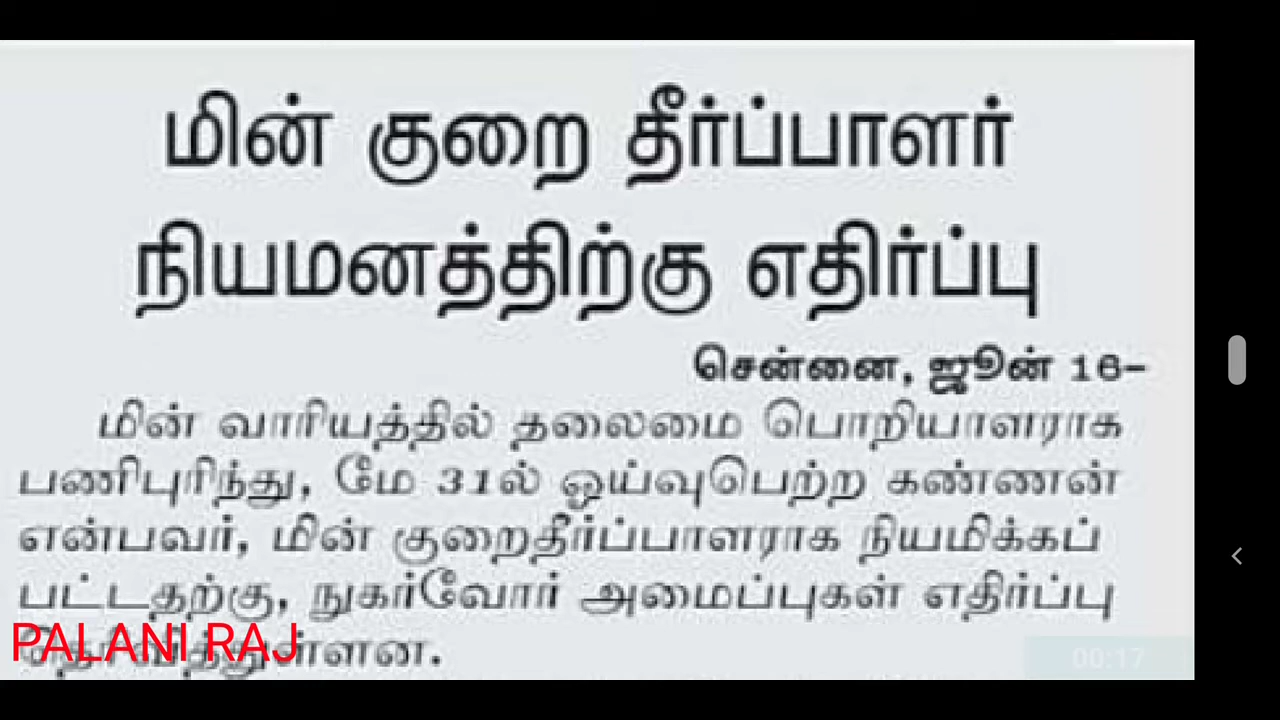 மின் குறை தீர்ப்பாளர்
நியமனத்திற்கு எதிர்ப்பு
சென்னை, ஜூன் 16–
மின் வாரியத்தில் தலைமை பொறியாளராக
பணிபுரிந்து, மே 31ல் ஓய்வுபெற்ற கண்ணன்
என்பவர், மின் குறைதீர்ப்பாளராக நியமிக்கப்
பட்டதற்கு, நுகர்வோர் அமைப்புகள் எதிர்ப்பு
PALANI RAJ
00:17